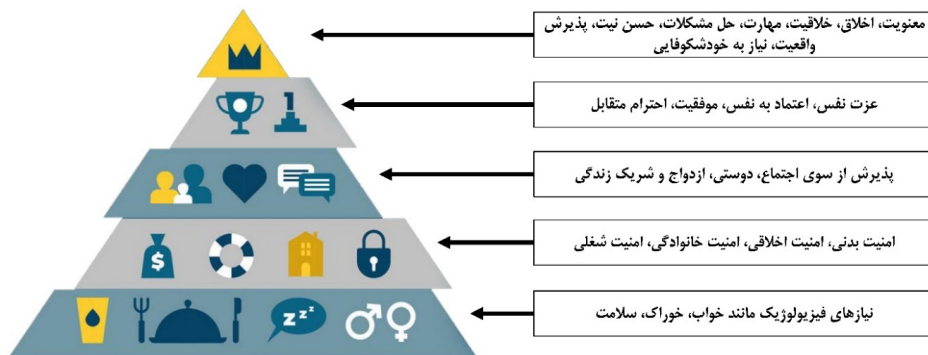 معنویت، اخلاق، خلاقیت، مهارت، حل مشکلات، حسن نیت، پذیرش
واقعیت، نیاز به خودشکوفایی
1
عزت نفس، اعتماد به نفس، موفقیت، احترام متقابل
پذیرش از سوی اجتماع، دوستی، ازدواج و شریک زندگی
$
امنیت بدنی، امنیت اخلاقی، امنیت خانوادگی، امنیت شغلی
zzz
نیازهای فیزیولوژیک مانند خواب، خوراک، سلامت